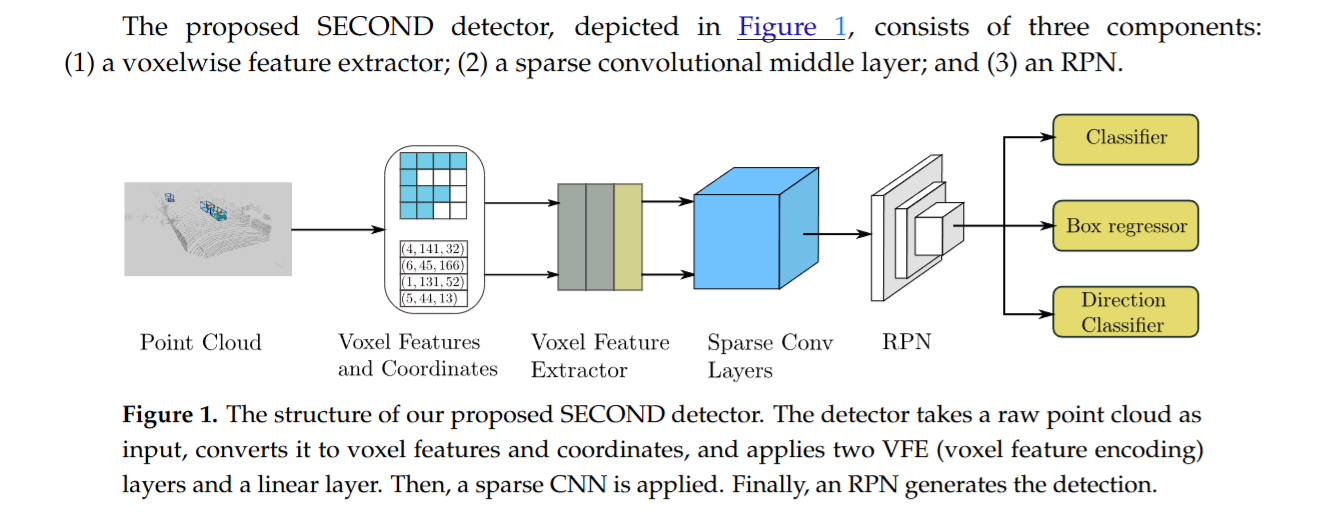 The proposed SECOND detector, depicted in Figure 1, consists of three components:
(1) a voxelwise feature extractor; (2) a sparse convolutional middle layer; and (3) an RPN.
Classifier
Box regressor
Direction
Classifier
(4, 141, 32)
(6, 45, 166)
(1, 131, 52)
(5, 44, 13)
Point Cloud
Voxel Features
and Coordinates
Voxel Feature
Extractor
Sparse Conv
Layers
RPN
Figure 1. The structure of our proposed SECOND detector. The detector takes a raw point cloud as
input, converts it to voxel features and coordinates, and applies two VFE (voxel feature encoding)
layers and a linear layer. Then, a sparse CNN is applied. Finally, an RPN generates the detection.